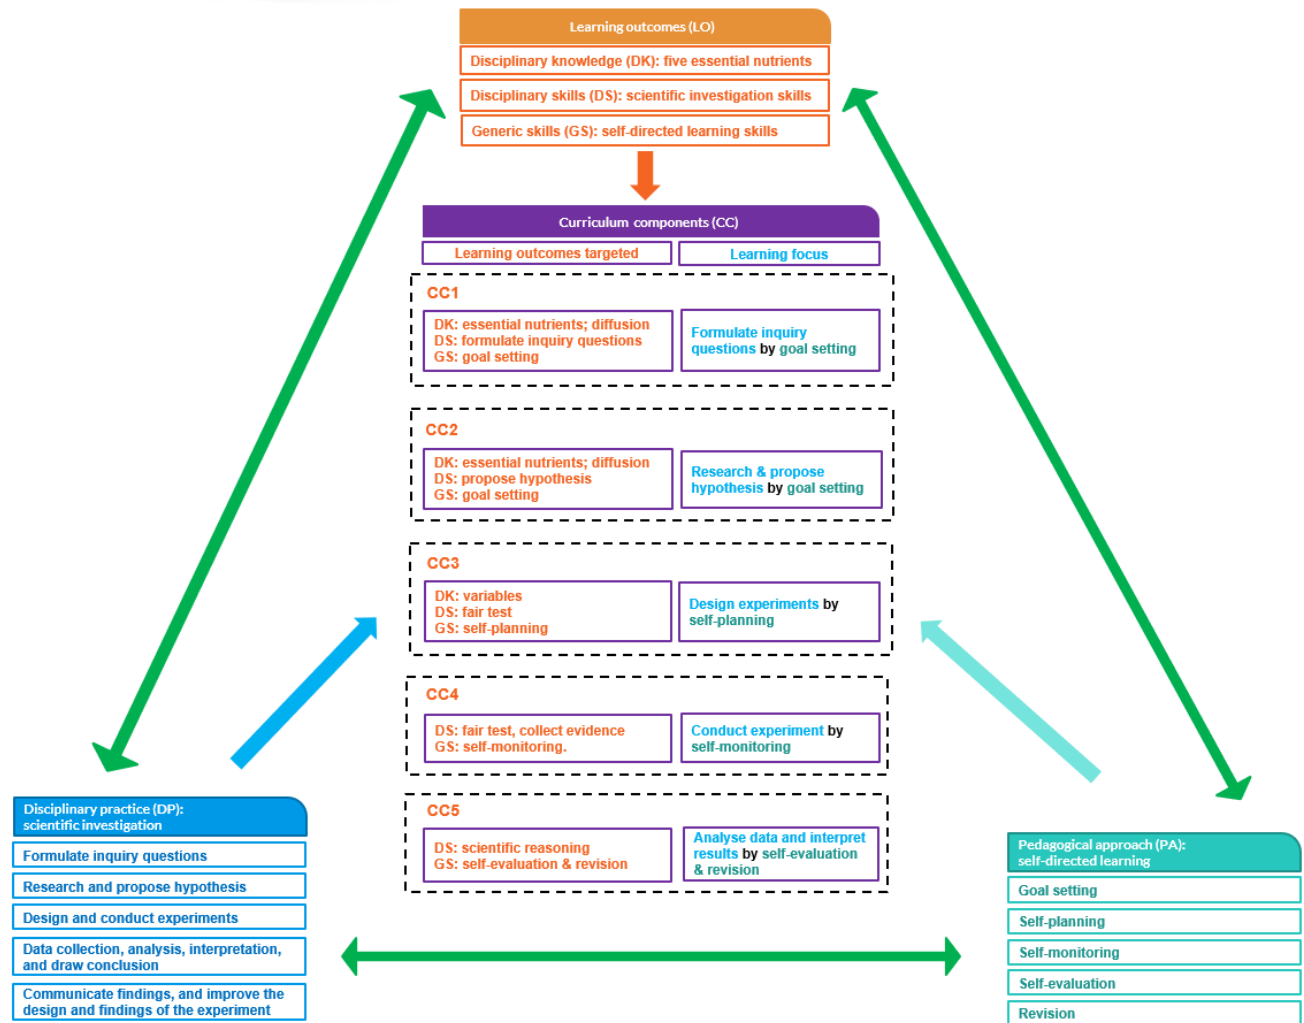 Learning outcomes (LO)
Disciplinary knowledge (DK): five essential nutrients
Disciplinary skills (DS): scientific investigation skills
Generic skills (GS): self-directed learning skills
Curriculum components (CC)
Learning outcomes targeted
Learning focus
CC1
DK: essential nutrients; diffusion
DS: formulate inquiry questions
GS: goal setting
Formulate inquiry
questions by goal setting
CC2
DK: essential nutrients; diffusion
DS: propose hypothesis
GS: goal setting
Research & propose
hypothesis by goal setting
CC3
DK: variables
DS: fair test
GS: self-planning
Design experiments by
self-planning
CC4
DS: fair test, collect evidence
GS: self-monitoring.
Conduct experiment by
self-monitoring
CC5
DS: scientific reasoning
GS: self-evaluation & revision
Analyse data and interpret
results by self-evaluation
& revision
Disciplinary practice (DP):
scientific investigation
Formulate inquiry questions
Research and propose hypothesis
Design and conduct experiments
Data collection, analysis, interpretation,
and draw conclusion
Communicate findings, and improve the
design and findings of the experiment
Pedagogical approach (PA):
self-directed learning
Goal setting
Self-planning
Self-monitoring
Self-evaluation
Revision